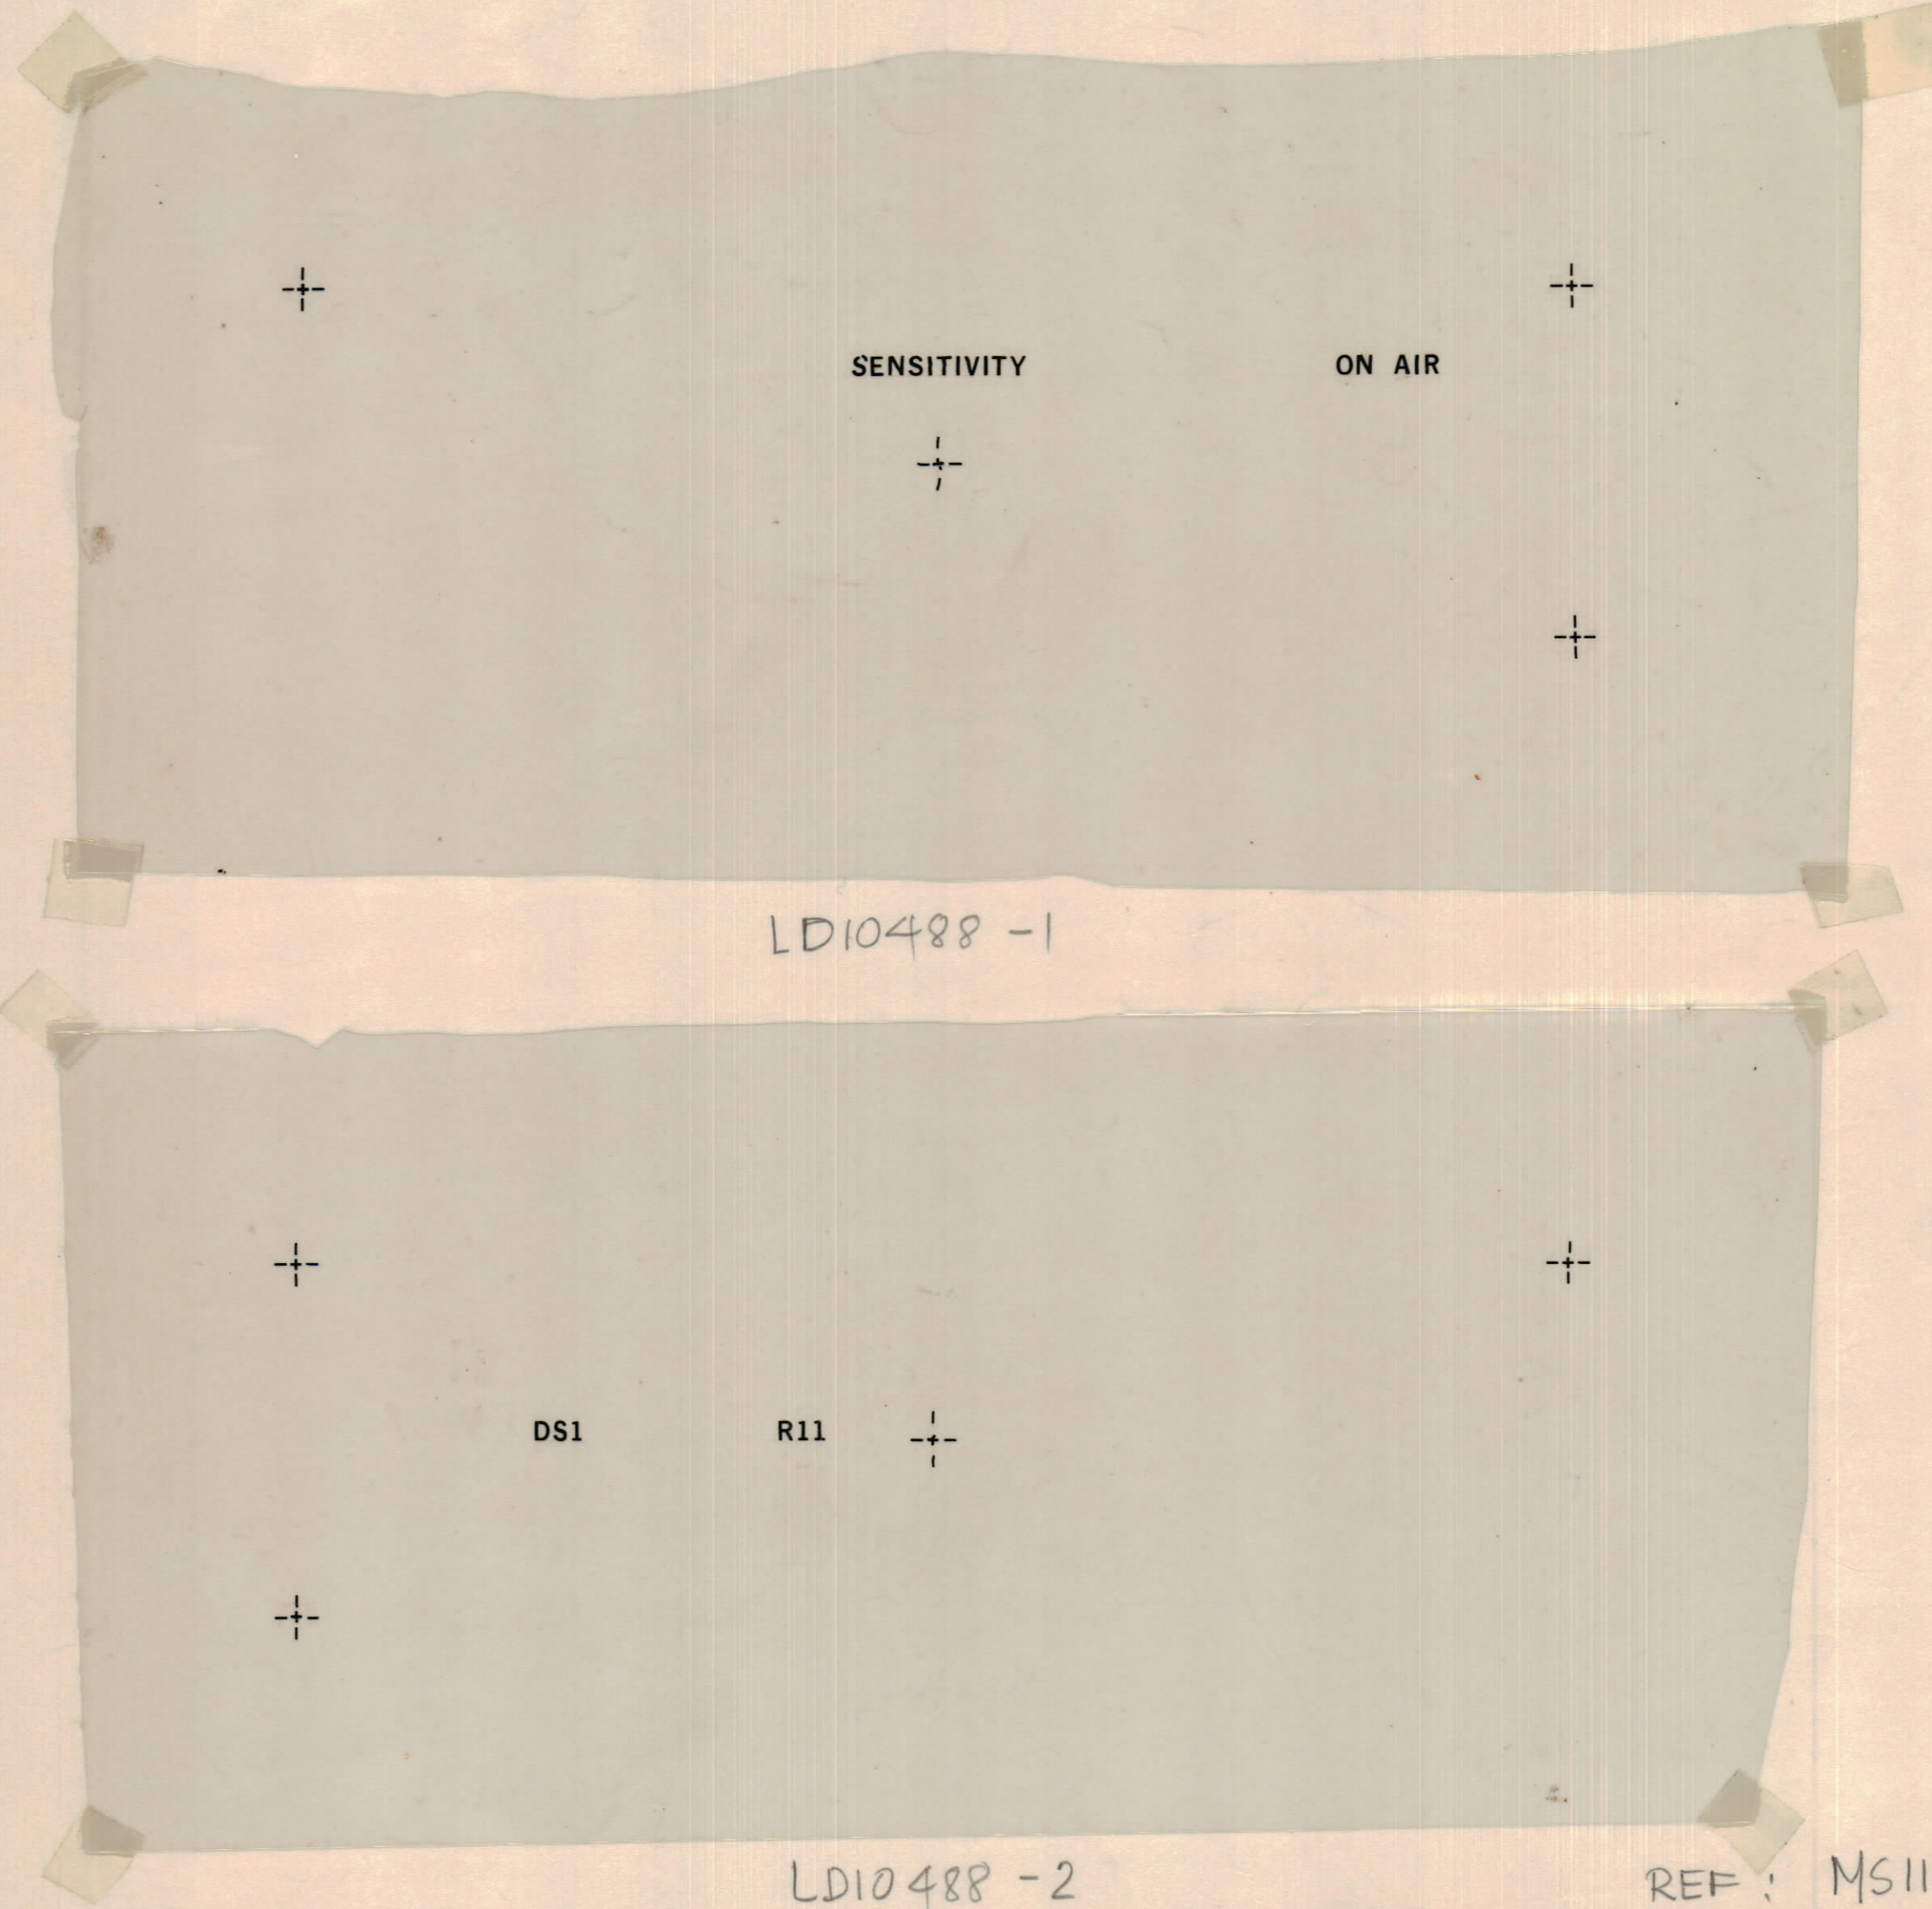 SENSITIVITY ON AIR
LD10488 -1
DS1 R11
LD10488 -2
REF: MS11